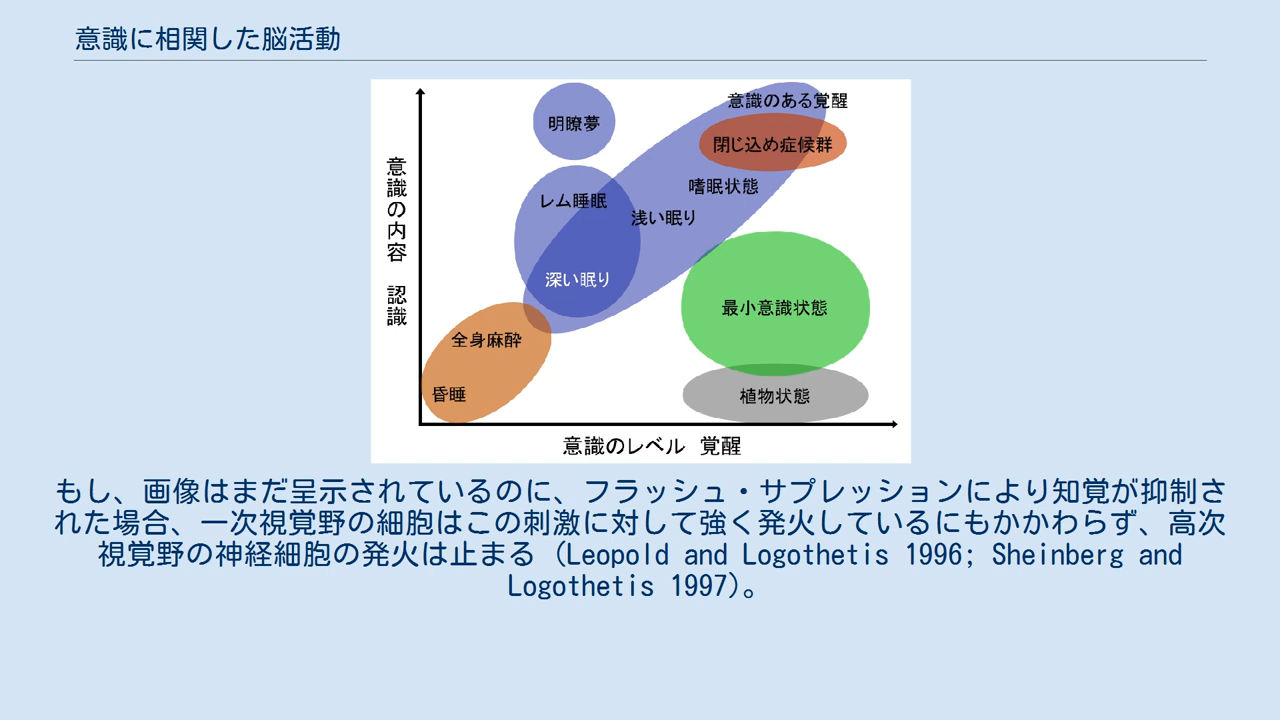 意識に相関した脳活動
意識のある覚醒
明瞭夢
閉じ込め症候群
嗜眠状態
レム睡眠
浅い眠り
深い眠り
最小意識状態
全身麻酔
昏睡
植物状態
意識の内容 認識
意識のレベル 覚醒
もし、画像はまだ呈示されているのに、フラッシュ・サプレッションにより知覚が抑制さ
れた場合、一次視覚野の細胞はこの刺激に対して強く発火しているにもかかわらず、高次
視覚野の神経細胞の発火は止まる (Leopold and Logothetis 1996; Sheinberg and
Logothetis 1997)。